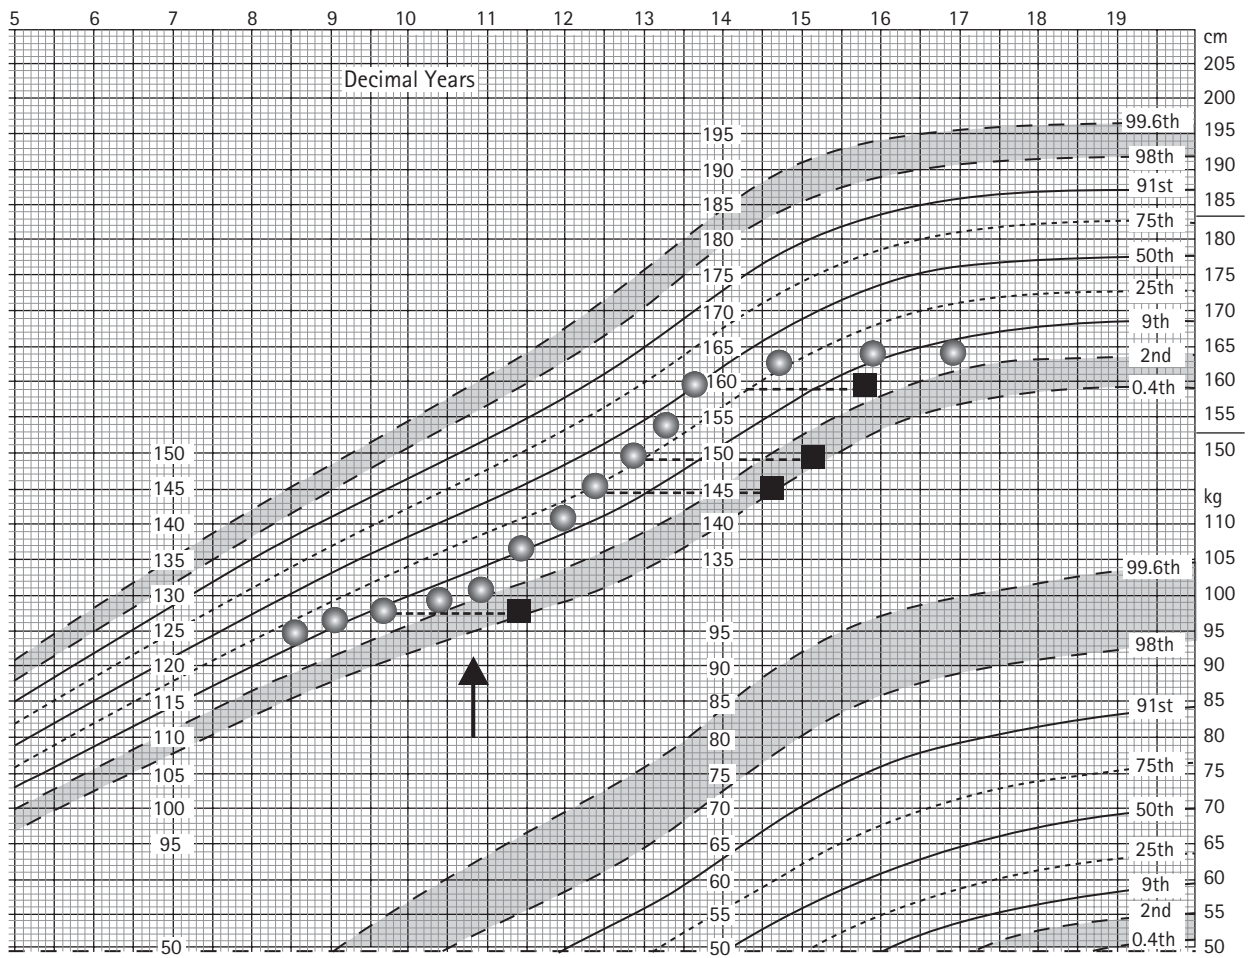 5 6 7 8 9 10 11 12 13 14 15 16 17 18 19
cm
205
Decimal Years
200
99.6th
195 195
98th
190 190
91st
185 185
75th
180 180
50th
175 175
25th
170 170
9th
165 165
2nd
160 160
0.4th
155 155
150 150 150
145 145
kg
140 140 110
135 135 105
99.6th
130 100
125 95 95
98th
120 90 90
115 85 85
91st
110 80 80
105 75 75
75th
100 70 70
50th
95 65 65
25th
60 60
9th
55 55
2nd
0.4th
50 50 50